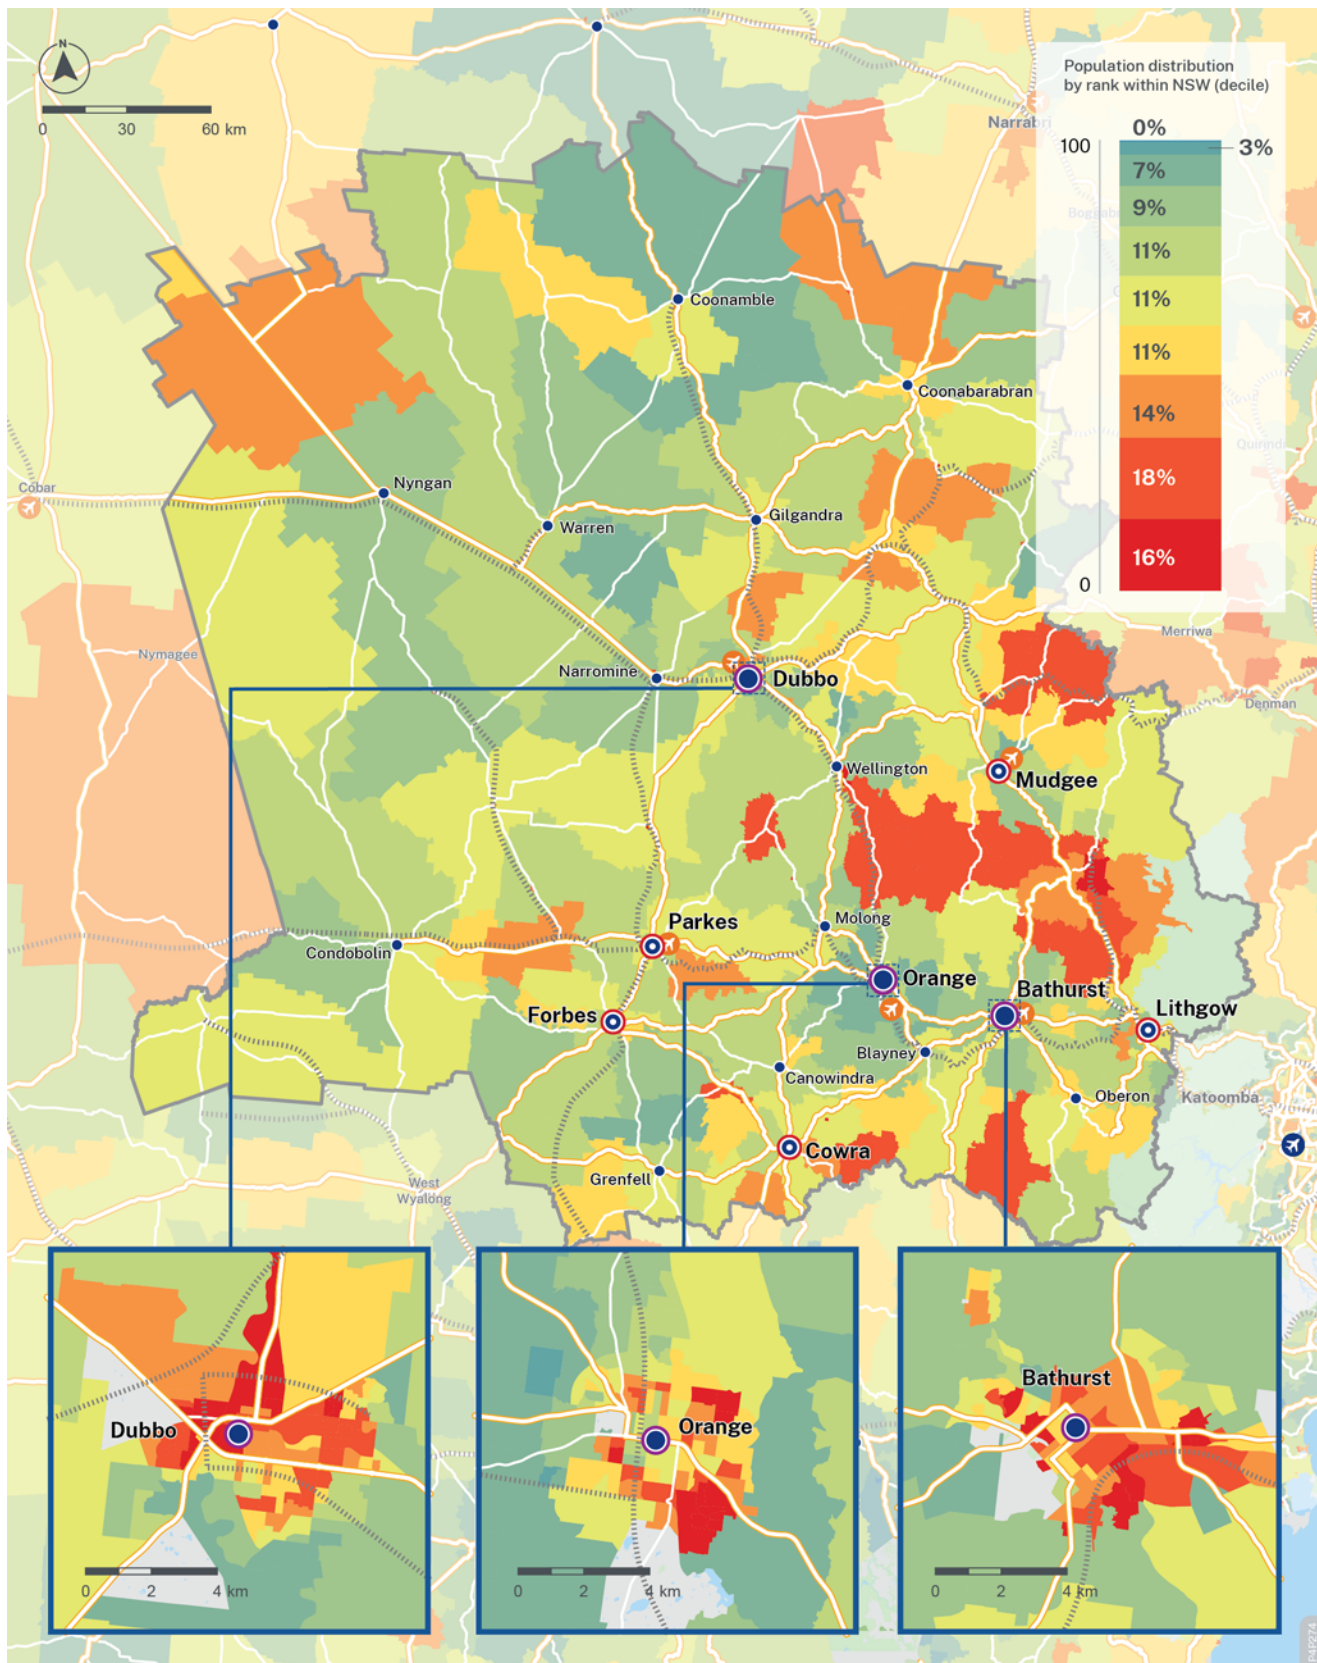 N
0 30 60 km
Population distribution
by rank within NSW (decile)
100
0%
3%
7%
9%
11%
11%
11%
14%
18%
16%
0
Narrabri
Coonamble
Coonabarabran
Quirindi
Cobar
Nyngan
Warren
Gilgandra
Merriwa
Nymagee
Narromine
Dubbo
Denman
Wellington
Mudgee
Parkes
Molong
Condobolin
Orange
Bathurst
Forbes
Lithgow
Blayney
Canowindra
Oberon
Katoomba
Cowra
Grenfell
West
Wyalong
Dubbo
0 2 4 km
Orange
0 2 4 km
Bathurst
0 2 4 km
P4P274